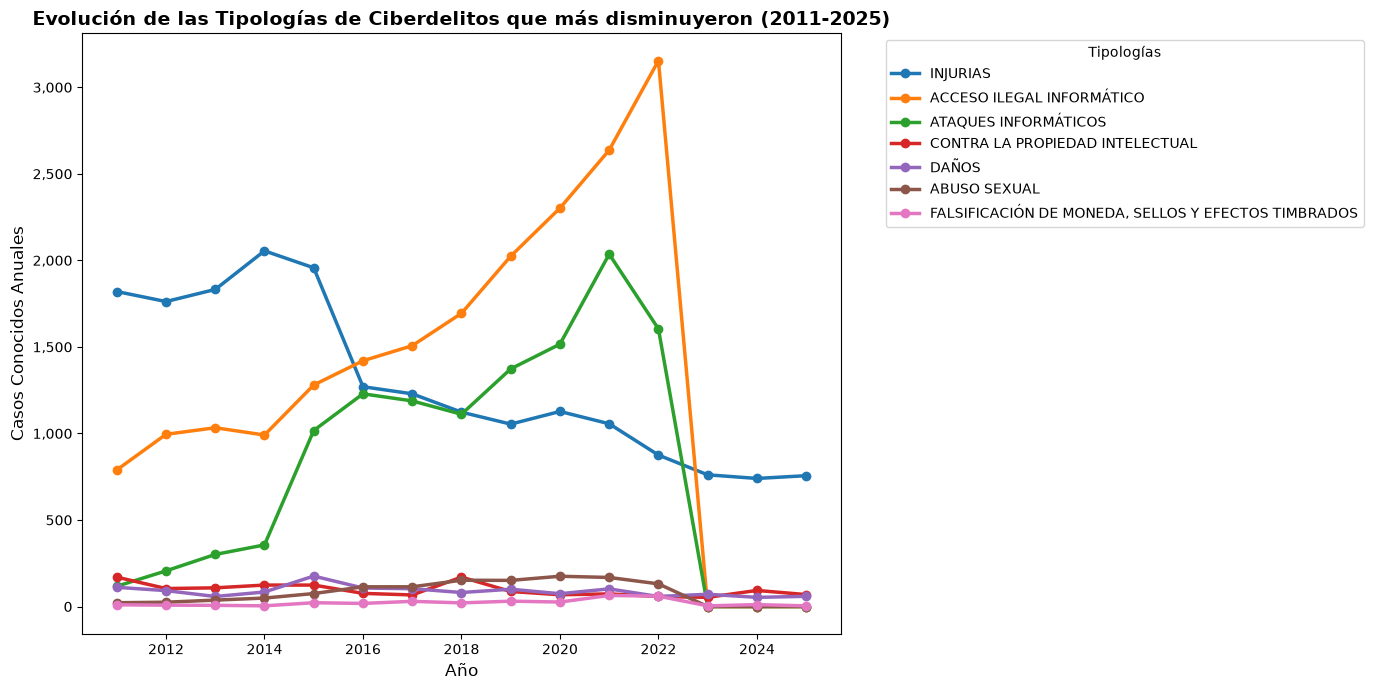 Evolución de las Tipologías de Ciberdelitos que más disminuyeron (2011-2025)
Casos Conocidos Anuales
3,000
2,500
2,000
1,500
1,000
500
0
2012 2014 2016 2018 2020 2022 2024
Año
Tipologías
INJURIAS
ACCESO ILEGAL INFORMÁTICO
ATAQUES INFORMÁTICOS
CONTRA LA PROPIEDAD INTELECTUAL
DAÑOS
ABUSO SEXUAL
FALSIFICACIÓN DE MONEDA, SELLOS Y EFECTOS TIMBRADOS